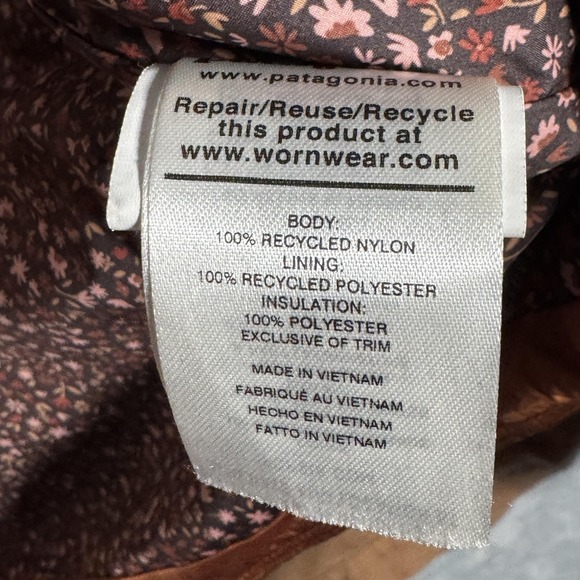 www.patagonia.com
Repair/Reuse/Recycle
this product at
www.wornwear.com
BODY:
100% RECYCLED NYLON
LINING:
100% RECYCLED POLYESTER
INSULATION:
100% POLYESTER
EXCLUSIVE OF TRIM
MADE IN VIETNAM
FABRIQUÉ AU VIETNAM
HECHO EN VIETNAM
FATTO IN VIETNAM